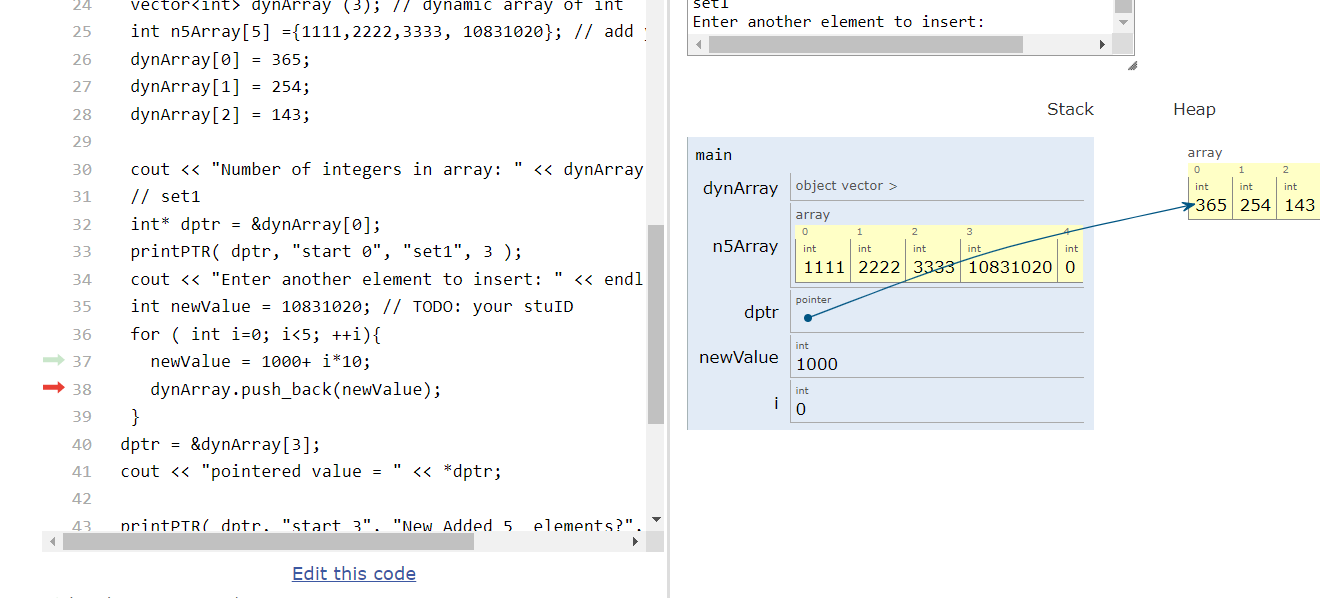 24 vector<int> dynArray (3); // dynamic array of int
25 int n5Array[5] ={1111,2222,3333, 10831020}; // add
26 dynArray[0] = 365;
27 dynArray[1] = 254;
28 dynArray[2] = 143;
29
30 cout << "Number of integers in array: " << dynArray
31 // set1
32 int* dptr = &dynArray[0];
33 printPTR( dptr, "start 0", "set1", 3 );
34 cout << "Enter another element to insert: " << endl
35 int newValue = 10831020; // TODO: your stuID
36 for ( int i=0; i<5; ++i){
37 newValue = 1000+ i*10;
38 dynArray.push_back(newValue);
39 }
40 dptr = &dynArray[3];
41 cout << "pointered value = " << *dptr;
42
43 printPTR( dptr, "start 3", "New Added 5 elements?",
Edit this code
set1
Enter another element to insert:
Stack Heap
main
dynArray object vector >
array
0 1 2 3 4
int int int int int
n5Array 1111 2222 3333 10831020 0
dptr pointer
newValue int
1000
i int
0
array
0 1 2
int int int
365 254 143